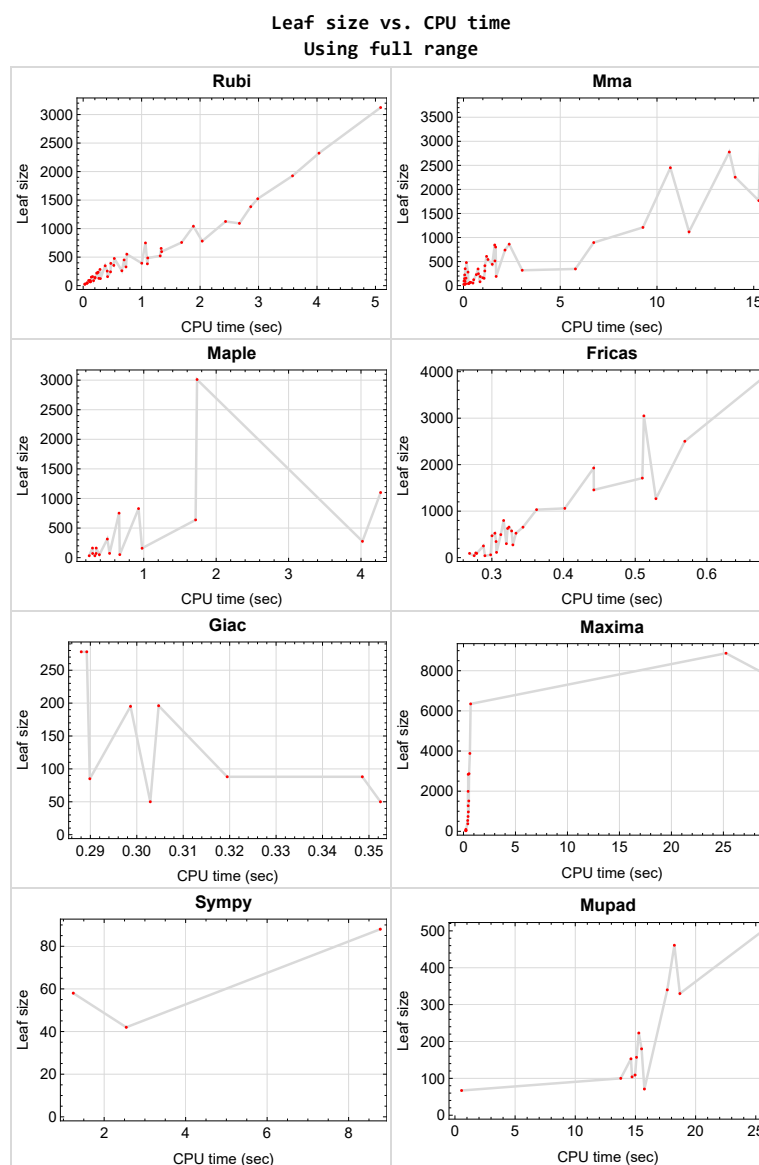 Leaf size vs. CPU time
Using full range
Rubi
Leaf size
3000
2500
2000
1500
1000
500
0
0 1 2 3 4 5
CPU time (sec)
Mma
Leaf size
3500
3000
2500
2000
1500
1000
500
0
0 5 10 15
CPU time (sec)
Maple
Leaf size
3000
2500
2000
1500
1000
500
0
1 2 3 4
CPU time (sec)
Fricas
Leaf size
4000
3000
2000
1000
0
0.3 0.4 0.5 0.6
CPU time (sec)
Giac
Leaf size
250
200
150
100
50
0
0.29 0.30 0.31 0.32 0.33 0.34 0.35
CPU time (sec)
Maxima
Leaf size
8000
6000
4000
2000
0
0 5 10 15 20 25
CPU time (sec)
Sympy
Leaf size
80
60
40
20
0
2 4 6 8
CPU time (sec)
Mupad
Leaf size
500
400
300
200
100
0
0 5 10 15 20 25
CPU time (sec)